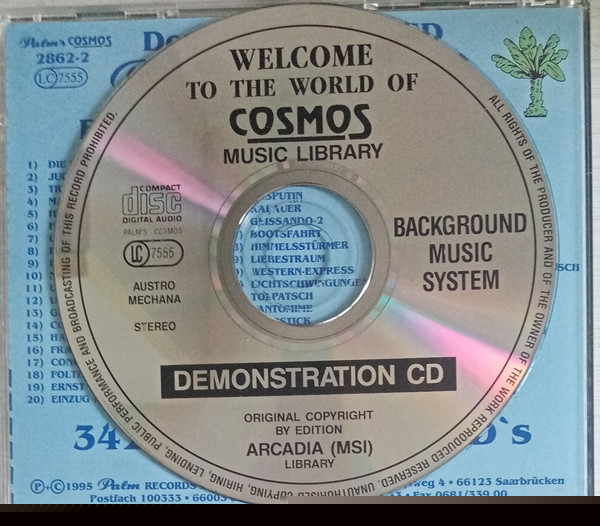 Palm's COSMOS
2862-2
LC 7555
WELCOME
TO THE WORLD OF
COSMOS
MUSIC LIBRARY
COMPACT
disc
DIGITAL AUDIO
PALM'S COSMOS
LC 7555
AUSTRO
MECHANA
STEREO
BACKGROUND
MUSIC
SYSTEM
DEMONSTRATION CD
ORIGINAL COPYRIGHT
BY EDITION
ARCADIA (MSI)
LIBRARY
ALL RIGHTS OF THE PRODUCER AND OF THE OWNER OF THE WORK REPRODUCED RESERVED. UNAUTHORISED COPYING, HIRING, LENDING, PUBLIC PERFORMANCE AND BROADCASTING OF THIS RECORD PROHIBITED.
GLISSANDO-2
BOOTSFAHRT
HIMMELSSTÜRMER
LIEBESTRAUM
WESTERN-EXPRESS
LICHTSCHWINGUNGEN
1)
2)
3)
4)
5)
6)
7)
8)
9)
10)
11)
12)
13)
14)
15)
16)
17)
18)
19) ERNST
20) EINZUG
P+C 1995 Palm RECORDS
66123 Saarbrücken
Postfach 100333
Fax 0681/339 00